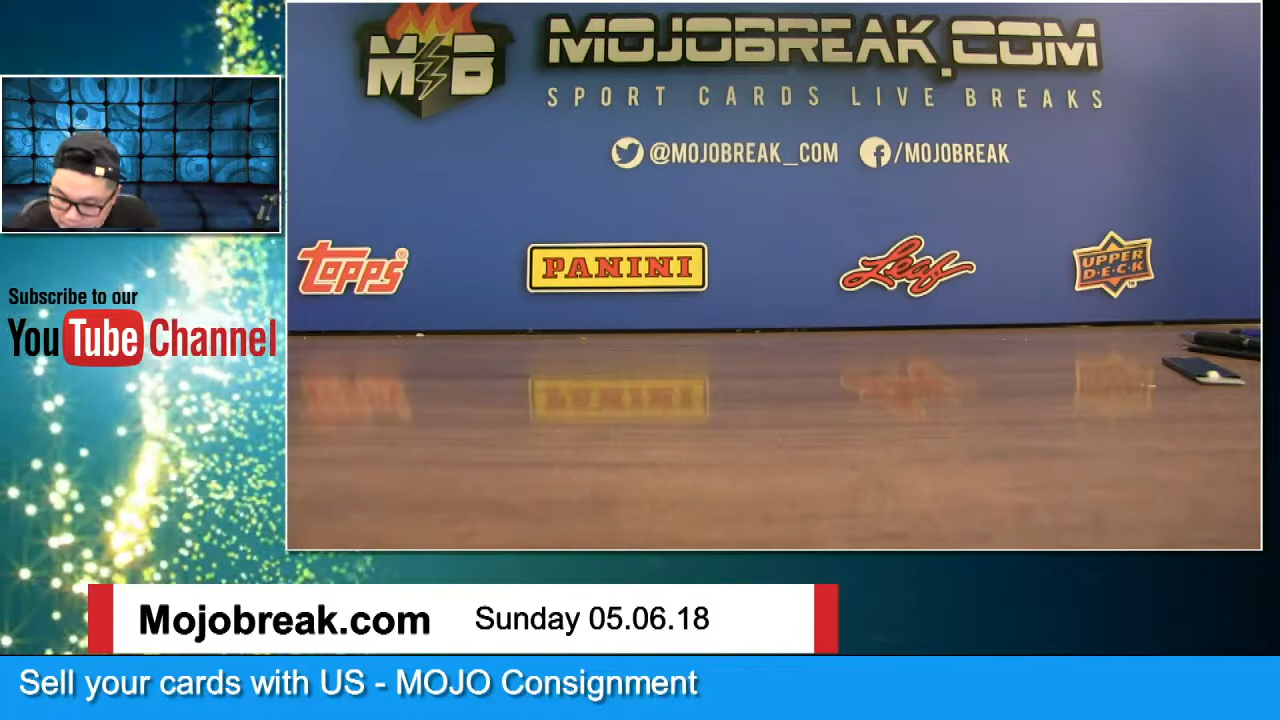 M B
MOJOBREAK.COM
SPORT CARDS LIVE BREAKS
@MOJOBREAK_COM /MOJOBREAK
TOPPS PANINI Leaf UPPER DECK
Subscribe to our
YouTube Channel
Mojobreak.com Sunday 05.06.18
Sell your cards with US - MOJO Consignment